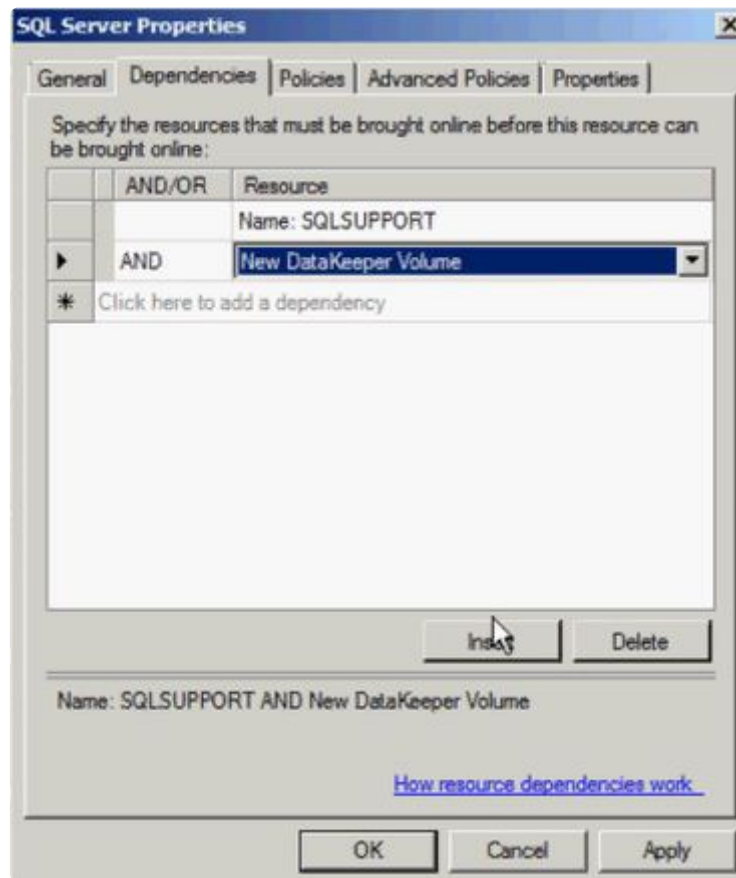 SQL Server Properties
General Dependencies Policies Advanced Policies Properties
Specify the resources that must be brought online before this resource can
be brought online:
AND/OR Resource
Name: SQLSUPPORT
AND New DataKeeper Volume
Click here to add a dependency
Delete
Name: SQLSUPPORT AND New DataKeeper Volume
How resource dependencies work
OK Cancel Apply